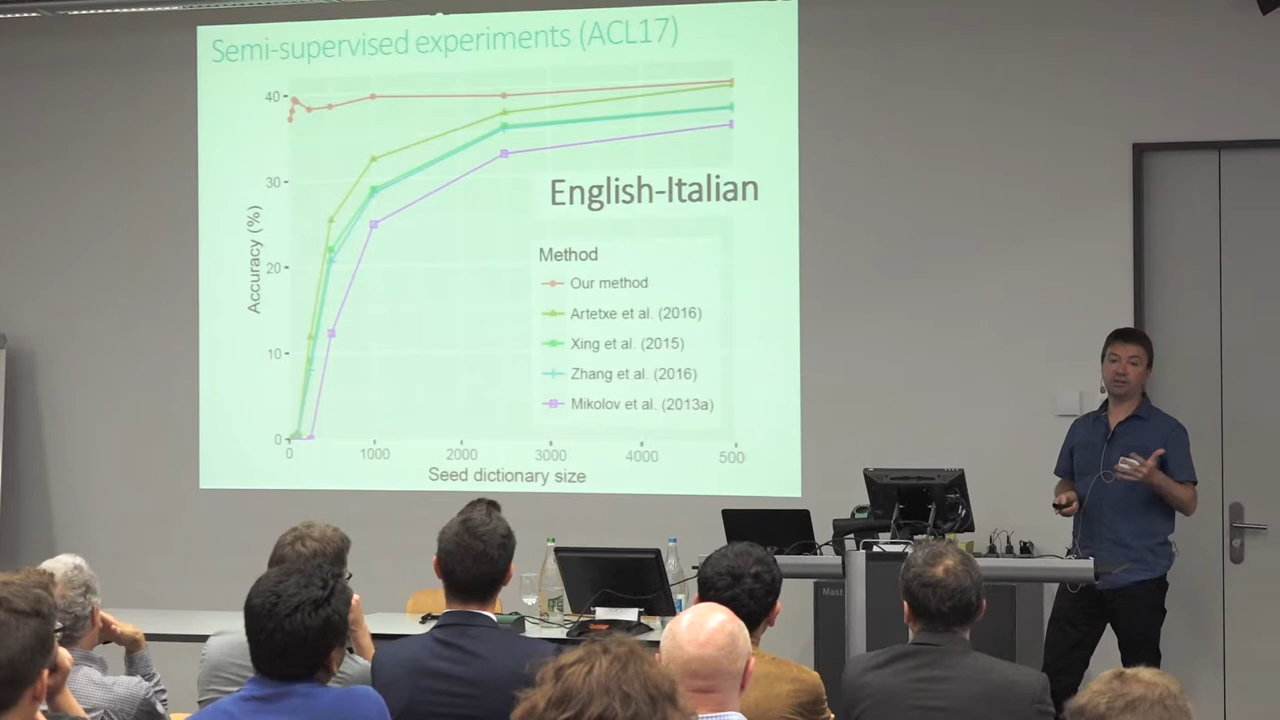 Semi-supervised experiments (ACL17)
40
30
20
10
0
Accuracy (%)
English-Italian
Method
Our method
Artetxe et al. (2016)
Xing et al. (2015)
Zhang et al. (2016)
Mikolov et al. (2013a)
0 1000 2000 3000 4000 500
Seed dictionary size
Mast